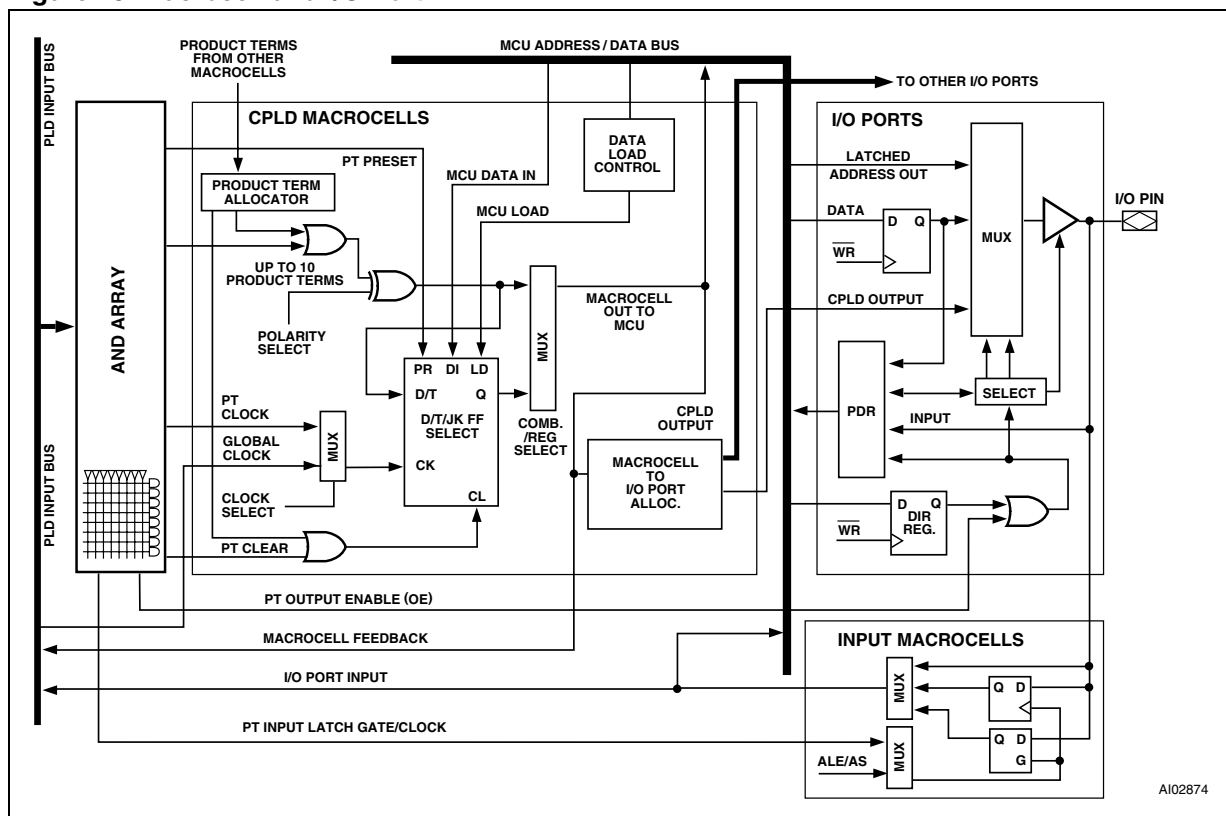 PRODUCT TERMS
FROM OTHER
MACROCELLS
MCU ADDRESS / DATA BUS
TO OTHER I/O PORTS
PLD INPUT BUS
CPLD MACROCELLS
I/O PORTS
PT PRESET
MCU DATA IN
DATA
LOAD
CONTROL
LATCHED
ADDRESS OUT
I/O PIN
PRODUCT TERM
ALLOCATOR
MCU LOAD
DATA
D Q
MUX
WR
AND ARRAY
UP TO 10
PRODUCT TERMS
MUX
MACROCELL
OUT TO
MCU
CPLD OUTPUT
POLARITY
SELECT
PR DI LD
D/T Q
D/T/JK FF
SELECT
CK
CL
COMB.
/REG
SELECT
CPLD
OUTPUT
PDR
SELECT
INPUT
PT
CLOCK
GLOBAL
CLOCK
MUX
CLOCK
SELECT
MACROCELL
TO
I/O PORT
ALLOC.
D Q
DIR
REG.
WR
PLD INPUT BUS
PT CLEAR
PT OUTPUT ENABLE (OE)
MACROCELL FEEDBACK
INPUT MACROCELLS
I/O PORT INPUT
MUX
Q D
PT INPUT LATCH GATE/CLOCK
Q D
G
MUX
ALE/AS
AI02874